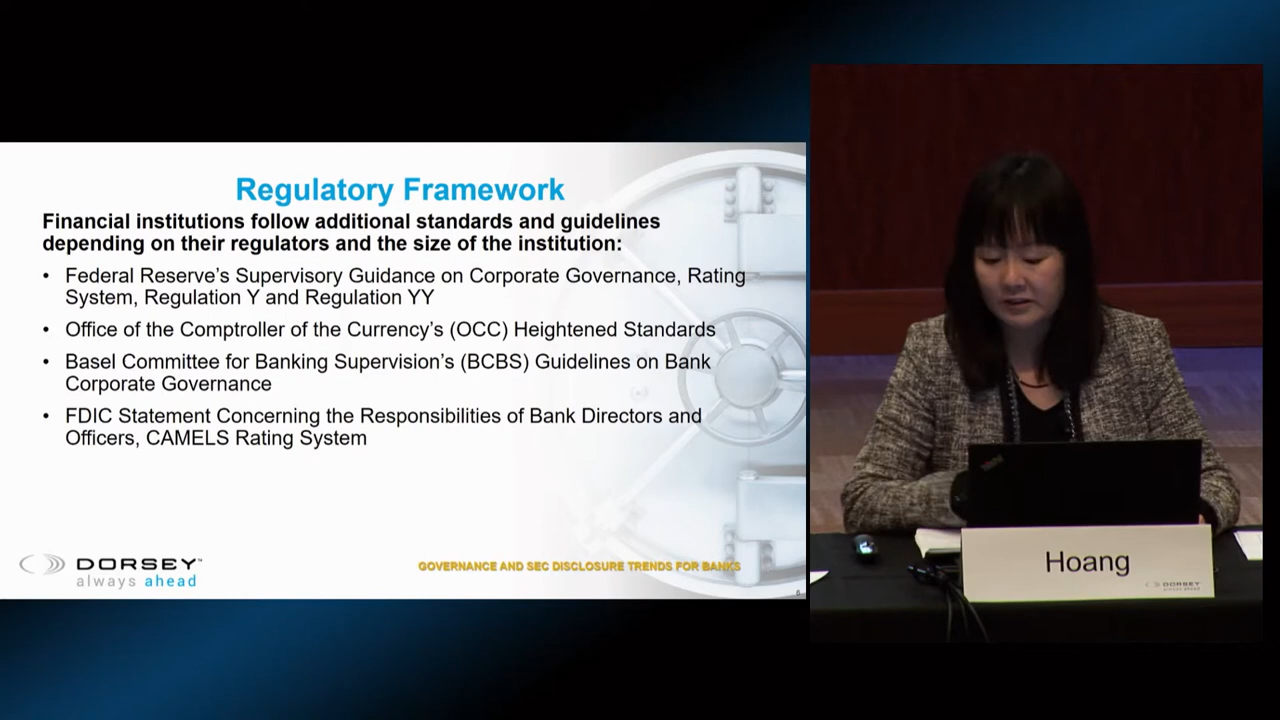 Regulatory Framework
Financial institutions follow additional standards and guidelines
depending on their regulators and the size of the institution:
• Federal Reserve’s Supervisory Guidance on Corporate Governance, Rating
System, Regulation Y and Regulation YY
• Office of the Comptroller of the Currency’s (OCC) Heightened Standards
• Basel Committee for Banking Supervision’s (BCBS) Guidelines on Bank
Corporate Governance
• FDIC Statement Concerning the Responsibilities of Bank Directors and
Officers, CAMELS Rating System
DORSEY™
always ahead
GOVERNANCE AND SEC DISCLOSURE TRENDS FOR BANKS
Hoang
DORSEY